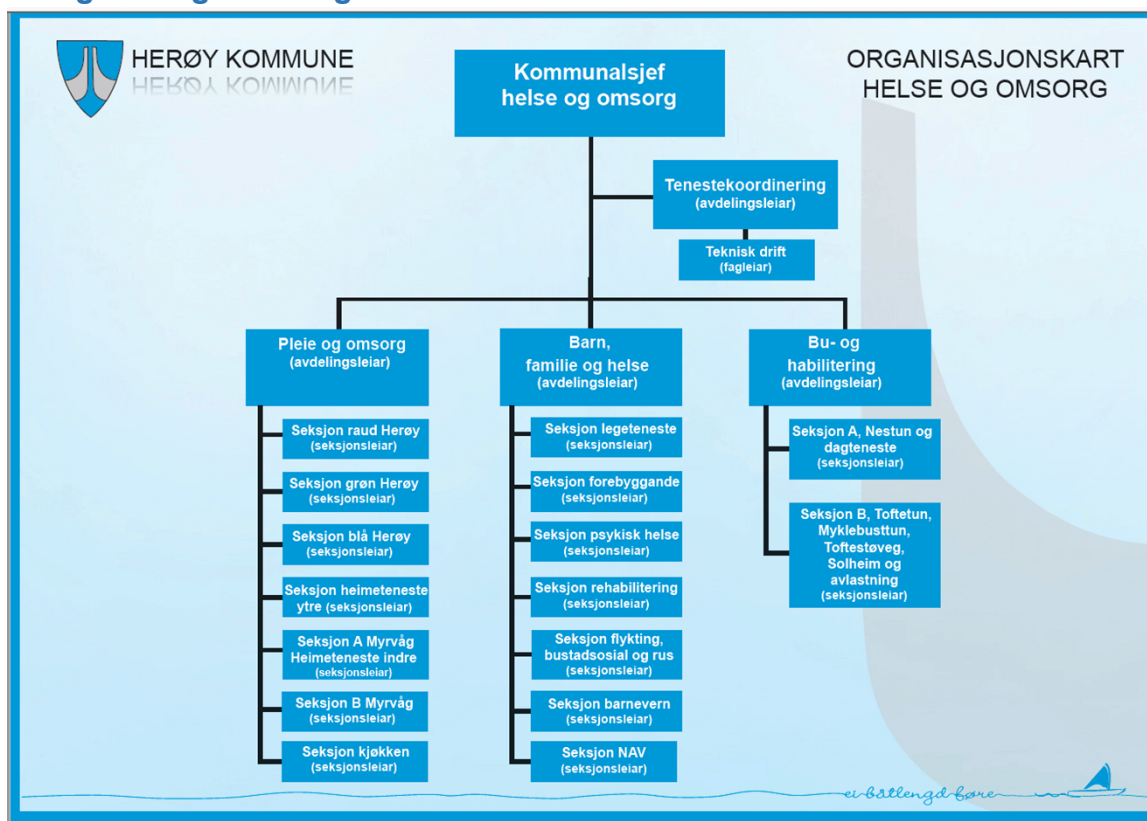 HERØY KOMMUNE
ORGANISASJONSKART
HELSE OG OMSORG
Kommunalsjef
helse og omsorg
Tenestekoordinering
(avdelingsleiar)
Teknisk drift
(fagleiar)
Pleie og omsorg
(avdelingsleiar)
Seksjon raud Herøy
(seksjonsleiar)
Seksjon grøn Herøy
(seksjonsleiar)
Seksjon blå Herøy
(seksjonsleiar)
Seksjon heimeteneste
ytre (seksjonsleiar)
Seksjon A Myrvåg
Heimeteneste indre
(seksjonsleiar)
Seksjon B Myrvåg
(seksjonsleiar)
Seksjon kjøkken
(seksjonsleiar)
Barn,
familie og helse
(avdelingsleiar)
Seksjon legeteneste
(seksjonsleiar)
Seksjon forebyggande
(seksjonsleiar)
Seksjon psykisk helse
(seksjonsleiar)
Seksjon rehabilitering
(seksjonsleiar)
Seksjon flykting,
bustadsosial og rus
(seksjonsleiar)
Seksjon barnevern
(seksjonsleiar)
Seksjon NAV
(seksjonsleiar)
Bu- og
habilitering
(avdelingsleiar)
Seksjon A, Nestun og
dagteneste
(seksjonsleiar)
Seksjon B, Toftetun,
Myklebusttun,
Toftestøveg,
Solheim og
avlastning
(seksjonsleiar)
ei båtlengd føre